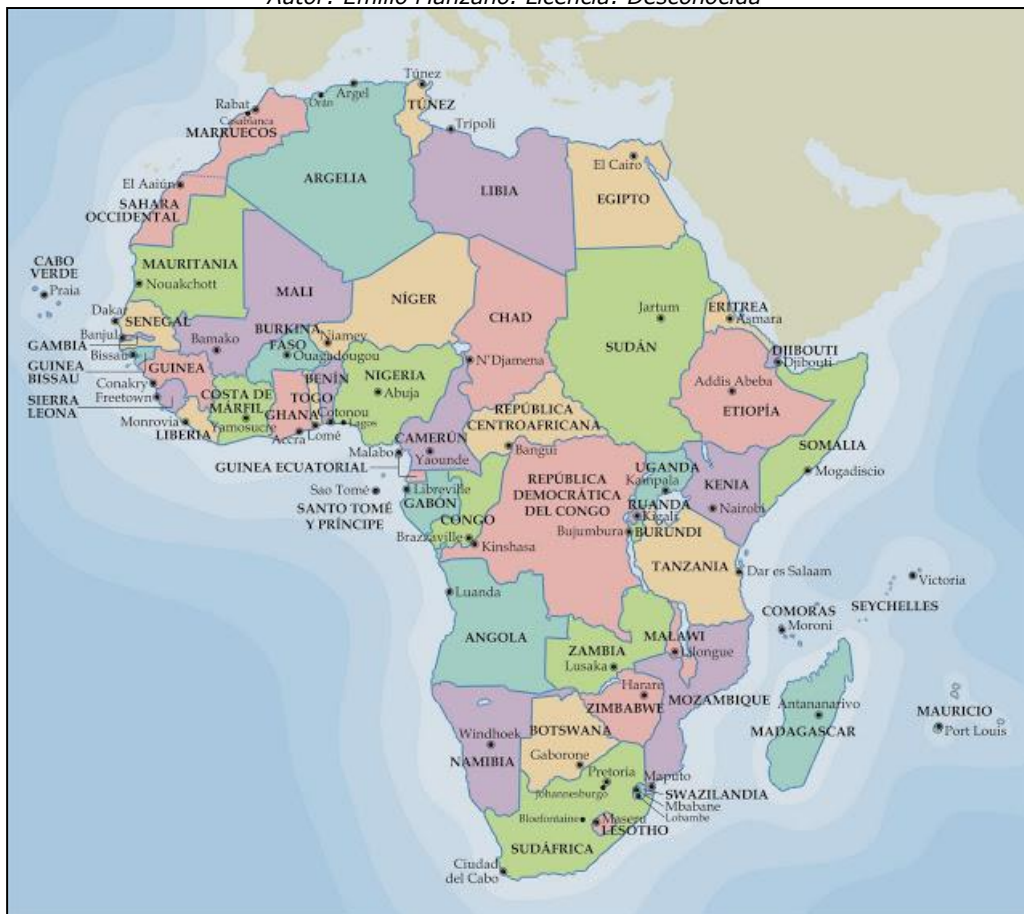 Autor: Emilio Manzano. Licencia: Desconocida
Túnez
Argel
Orán
Rabat
Casablanca
TÚNEZ
MARRUECOS
Trípoli
El Cairo
El Aaiún
ARGELIA
LIBIA
EGIPTO
SAHARA
OCCIDENTAL
CABO
VERDE
Praia
MAURITANIA
Nouakchott
MALI
NÍGER
CHAD
Jartum
ERITREA
Asmara
Dakar
SENEGAL
Banjul
GAMBIA
Bamako
BURKINA
FASO
Niamey
Ouagadougou
SUDÁN
DJIBOUTI
Djibouti
Bissau
GUINEA
BISSAU
GUINEA
BENÍN
NIGERIA
N'Djamena
Addis Abeba
ETIOPÍA
Conakry
Freetown
SIERRA
LEONA
COSTA DE
MÁRFIL
TOGO
GHANA
Abuja
REPÚBLICA
CENTROAFRICANA
Monrovia
LIBERIA
Yamosucre
Cotonou
Lagos
Accra
Lomé
CAMERÚN
Yaounde
Bangui
SOMALIA
Malabo
GUINEA ECUATORIAL
Mogadiscio
UGANDA
Kampala
KENIA
REPÚBLICA
DEMOCRÁTICA
DEL CONGO
Sao Tomé
Libreville
GABÓN
SANTO TOMÉ
Y PRÍNCIPE
RUANDA
Kigali
Nairobi
CONGO
Brazzaville
Kinshasa
Bujumbura
BURUNDI
TANZANIA
Dar es Salaam
Victoria
SEYCHELLES
Luanda
COMORAS
Moroni
ANGOLA
ZAMBIA
Lusaka
MALAWI
Lilongue
Harare
ZIMBABWE
MOZAMBIQUE
Antananarivo
MADAGASCAR
MAURICIO
Port Louis
Windhoek
NAMIBIA
BOTSWANA
Gaborone
Pretoria
Johannesburgo
Maputo
SWAZILANDIA
Mbabane
Lobambe
Bloefontaine
Maseru
LESOTHO
SUDÁFRICA
Ciudad
del Cabo